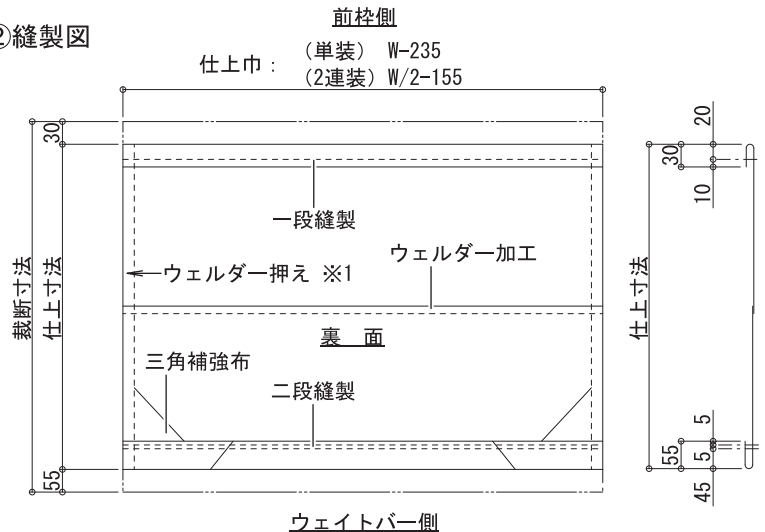 ②縫製図
前枠側
仕上巾： （単装） W-235
（2連装） W/2-155
30
20
30
10
一段縫製
ウェルダー加工
ウェルダー押え ※1
裁断寸法
仕上寸法
仕上寸法
裏 面
三角補強布
二段縫製
5
55
5
55
45
ウェイトバー側